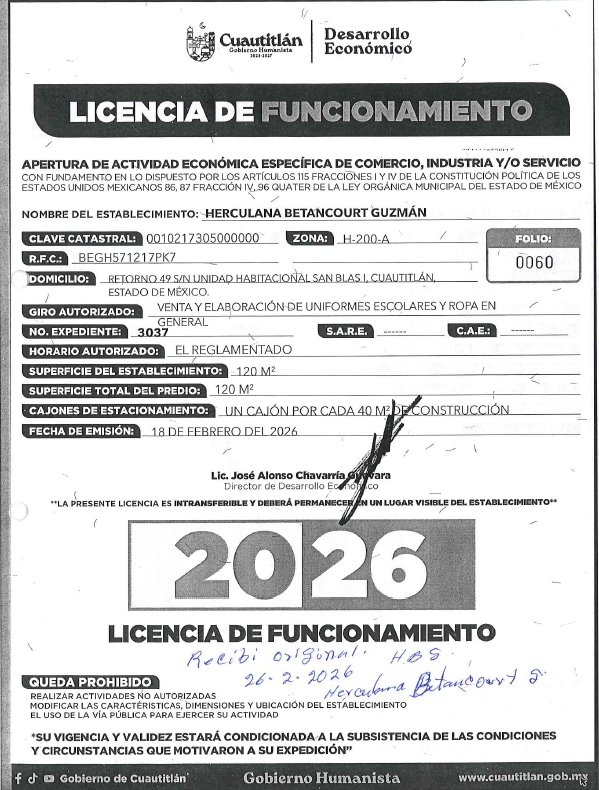 Cuautitlán
Gobierno Humanista
2025-2027
Desarrollo
Económico
LICENCIA DE FUNCIONAMIENTO
APERTURA DE ACTIVIDAD ECONÓMICA ESPECÍFICA DE COMERCIO, INDUSTRIA Y/O SERVICIO
CON FUNDAMENTO EN LO DISPUESTO POR LOS ARTÍCULOS 115 FRACCIONES I Y IV DE LA CONSTITUCIÓN POLÍTICA DE LOS
ESTADOS UNIDOS MEXICANOS 86, 87 FRACCIÓN IV, 96 QUATER DE LA LEY ORGÁNICA MUNICIPAL DEL ESTADO DE MÉXICO
NOMBRE DEL ESTABLECIMIENTO: HERCULANA BETANCOURT GUZMÁN
CLAVE CATASTRAL: 0010217305000000 ZONA: H-200-A
FOLIO:
0060
R.F.C.: BEGH571217PK7
DOMICILIO: RETORNO 49 S/N UNIDAD HABITACIONAL SAN BLAS I, CUAUTITLÁN,
ESTADO DE MÉXICO.
GIRO AUTORIZADO: VENTA Y ELABORACIÓN DE UNIFORMES ESCOLARES Y ROPA EN
GENERAL
NO. EXPEDIENTE: 3037 S.A.R.E. ------ C.A.E.: ------
HORARIO AUTORIZADO: EL REGLAMENTADO
SUPERFICIE DEL ESTABLECIMIENTO: 120 M²
SUPERFICIE TOTAL DEL PREDIO: 120 M²
CAJONES DE ESTACIONAMIENTO: UN CAJÓN POR CADA 40 M² DE CONSTRUCCIÓN
FECHA DE EMISIÓN: 18 DE FEBRERO DEL 2026
Lic. José Alonso Chavarría Guevara
Director de Desarrollo Económico
"LA PRESENTE LICENCIA ES INTRANSFERIBLE Y DEBERÁ PERMANECER EN UN LUGAR VISIBLE DEL ESTABLECIMIENTO"
2026
LICENCIA DE FUNCIONAMIENTO
Recibi original. H.B.G.
26-2-2026
Herculana Betancourt G.
QUEDA PROHIBIDO
REALIZAR ACTIVIDADES NO AUTORIZADAS
MODIFICAR LAS CARACTERÍSTICAS, DIMENSIONES Y UBICACIÓN DEL ESTABLECIMIENTO
EL USO DE LA VÍA PÚBLICA PARA EJERCER SU ACTIVIDAD
"SU VIGENCIA Y VALIDEZ ESTARÁ CONDICIONADA A LA SUBSISTENCIA DE LAS CONDICIONES
Y CIRCUNSTANCIAS QUE MOTIVARON A SU EXPEDICIÓN"
Gobierno de Cuautitlán Gobierno Humanista www.cuautitlan.gob.mx